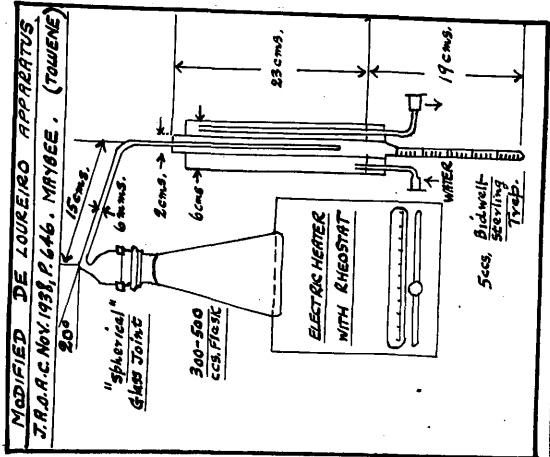 MODIFIED DE LOUREIRO APPARATUS
J.A.O.A.C. NOV. 1938, P. 646. MAYBEE. (TOLUENE)
20°
15cms.
6mms.
2cms.
6cms
23cms.
19cms.
"Spherical"
Glass Joint
300-500
ccs. Flask
ELECTRIC HEATER
WITH RHEOSTAT
WATER
5ccs. Bidwell-
Sterling
Trap.